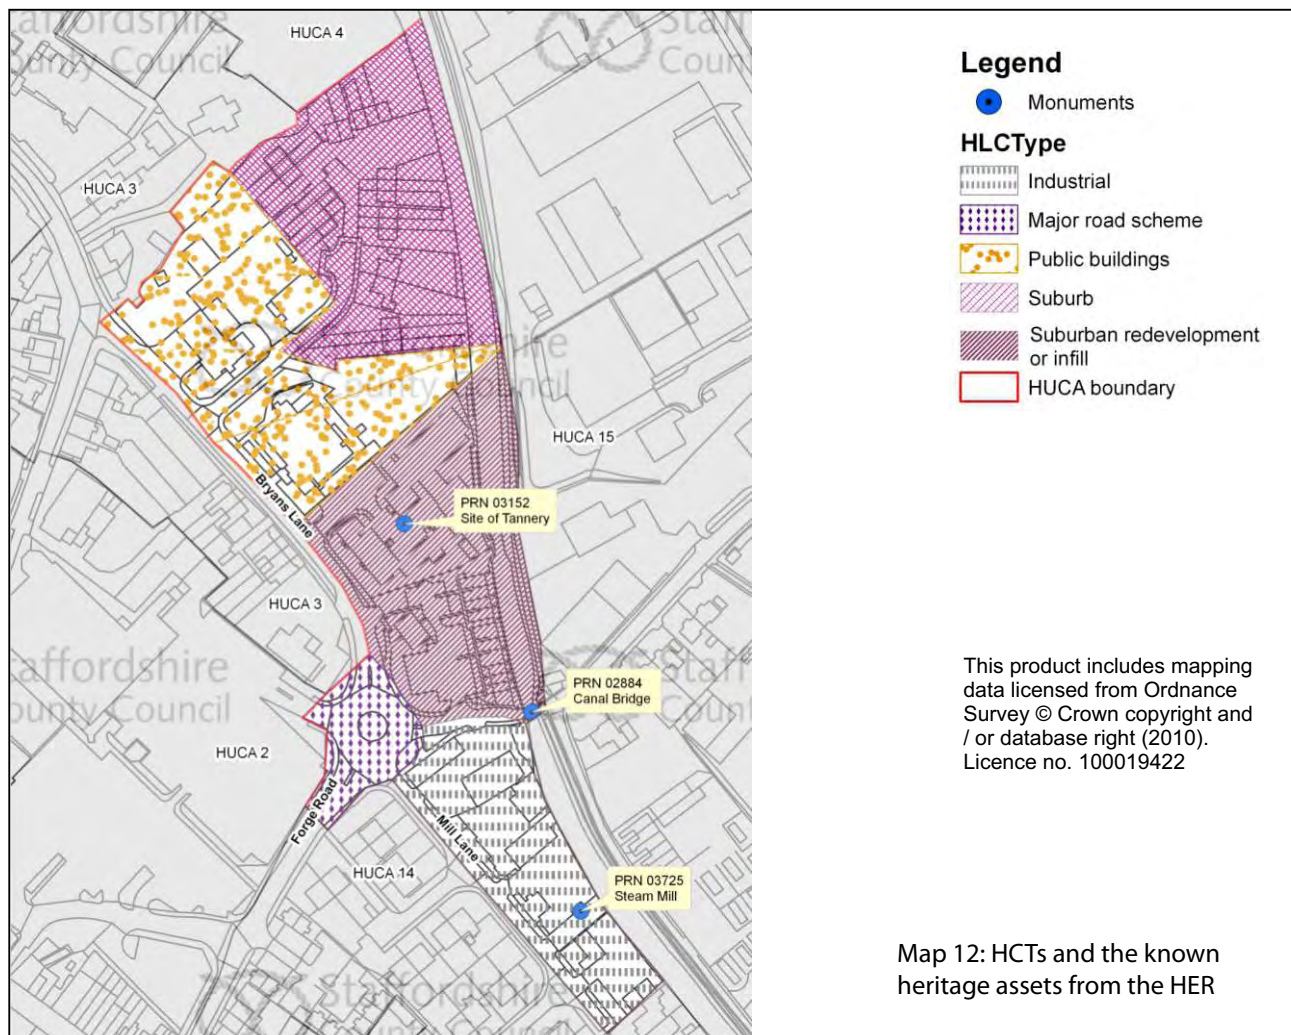 HUCA 4
HUCA 3
Bryans Lane
HUCA 15
PRN 03152
Site of Tannery
HUCA 3
PRN 02884
Canal Bridge
HUCA 2
Forge Road
Mill Lane
HUCA 14
PRN 03725
Steam Mill
Staffordshire
County Council
Legend
Monuments
HLCType
Industrial
Major road scheme
Public buildings
Suburb
Suburban redevelopment
or infill
HUCA boundary
This product includes mapping
data licensed from Ordnance
Survey © Crown copyright and
/ or database right (2010).
Licence no. 100019422
Map 12: HCTs and the known
heritage assets from the HER